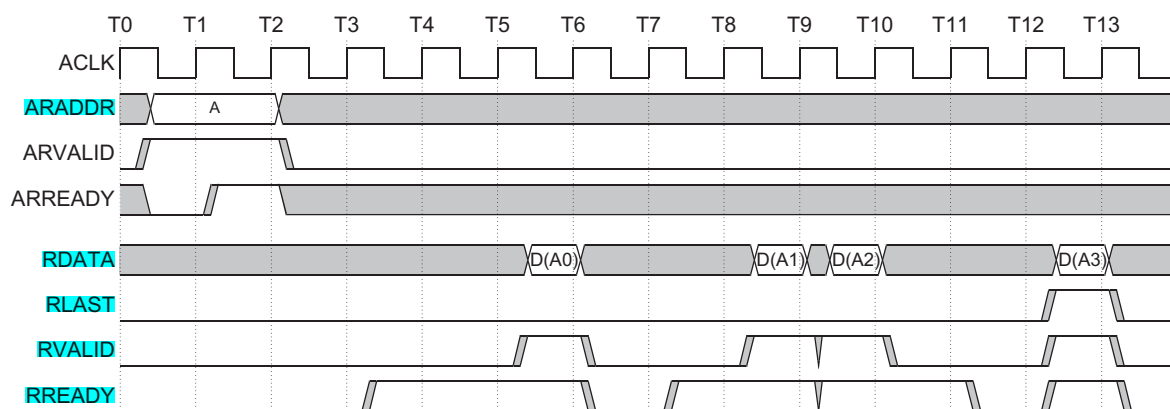 T0 T1 T2 T3 T4 T5 T6 T7 T8 T9 T10 T11 T12 T13
ACLK
ARADDR A
ARVALID
ARREADY
RDATA D(A0) D(A1) D(A2) D(A3)
RLAST
RVALID
RREADY